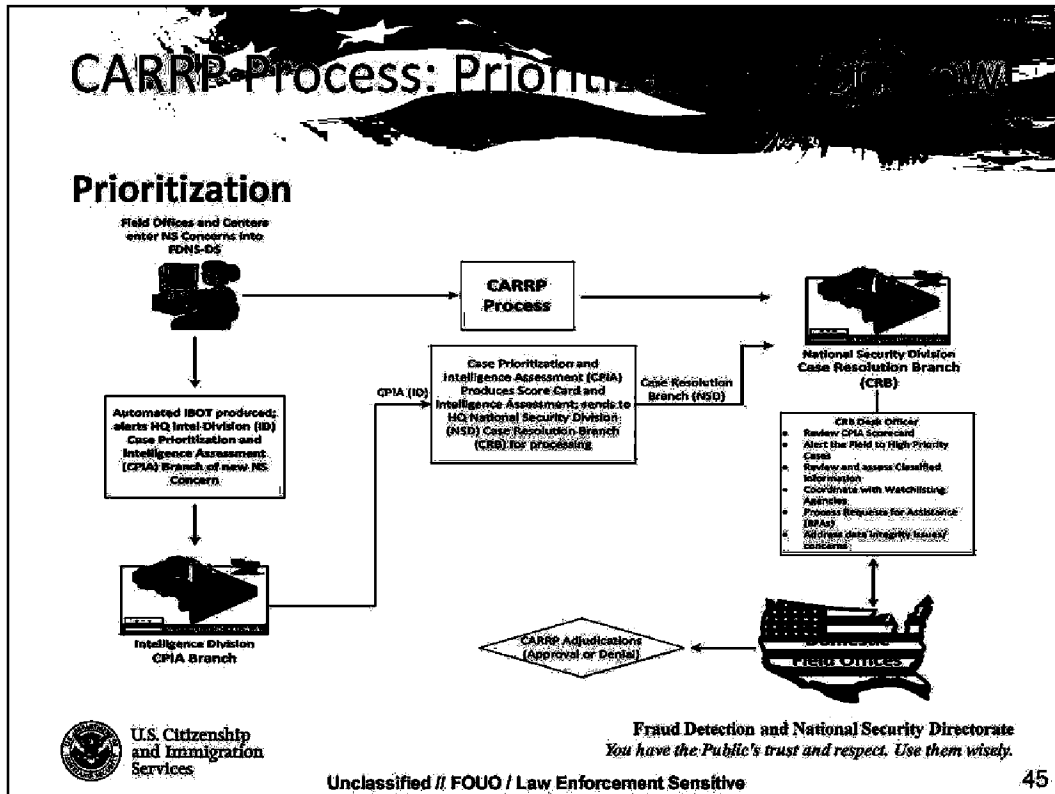 CARRP Process:
Prioritization
Field Offices and Centers
enter NS Concerns into
FDNS-DS
CARRP
Process
National Security Division
Case Resolution Branch
(CRB)
Automated IBOT produced;
alerts HQ Intel Division (ID)
Case Prioritization and
Intelligence Assessment
(CPIA) Branch of new NS
Concern
CPIA (ID)
Case Prioritization and
Intelligence Assessment (CPIA)
Produces Score Card and
Intelligence Assessment; sends to
HQ National Security Division
(NSD) Case Resolution Branch
(CRB) for processing
Case Resolution
Branch (NSD)
CRB Desk Officer
• Review CPIA Scorecard
• Alert the Field to High Priority
Cases
• Review and assess Classified
Information
• Coordinate with Watchlisting
Agencies
• Process Requests for Assistance
(RFAs)
• Address data integrity issues/
concerns
Intelligence Division
CPIA Branch
CARRP Adjudications
(Approval or Denial)
Domestic
Field Offices
U.S. Citizenship
and Immigration
Services
Fraud Detection and National Security Directorate
You have the Public's trust and respect. Use them wisely.
Unclassified // FOUO / Law Enforcement Sensitive
45